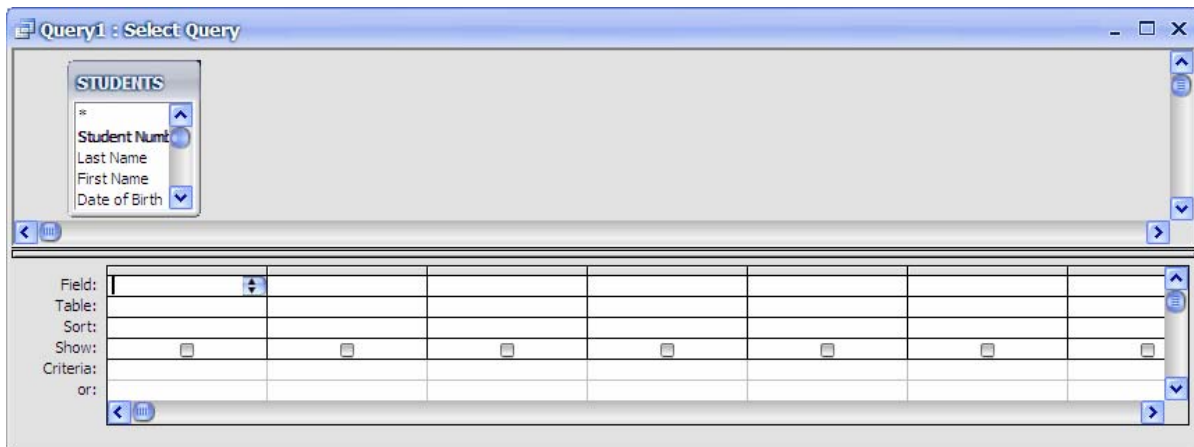 Query1 : Select Query
STUDENTS
*
Student Numb
Last Name
First Name
Date of Birth
Field:
Table:
Sort:
Show:
Criteria:
or: